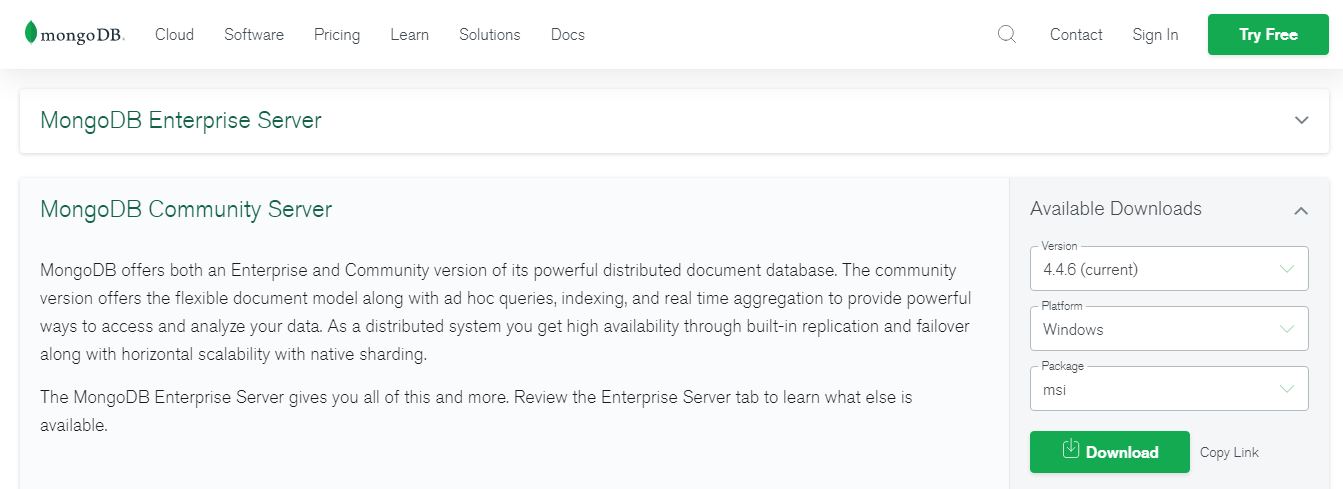 mongoDB. Cloud Software Pricing Learn Solutions Docs Contact Sign In Try Free
MongoDB Enterprise Server
MongoDB Community Server
MongoDB offers both an Enterprise and Community version of its powerful distributed document database. The community
version offers the flexible document model along with ad hoc queries, indexing, and real time aggregation to provide powerful
ways to access and analyze your data. As a distributed system you get high availability through built-in replication and failover
along with horizontal scalability with native sharding.
The MongoDB Enterprise Server gives you all of this and more. Review the Enterprise Server tab to learn what else is
available.
Available Downloads
Version
4.4.6 (current)
Platform
Windows
Package
msi
Download Copy Link